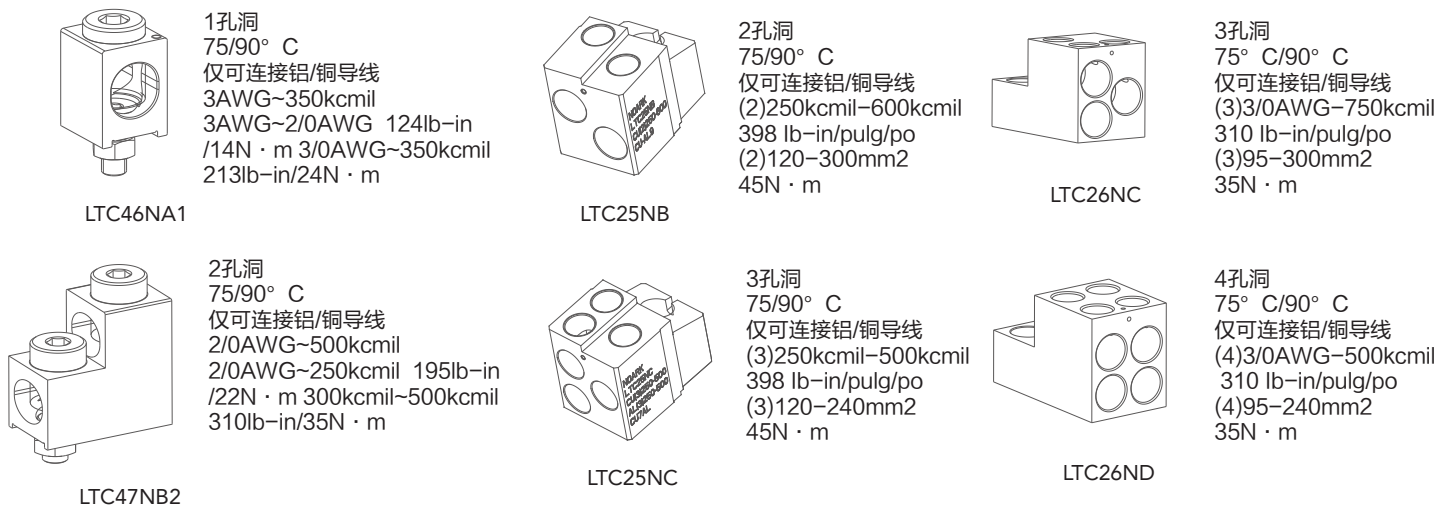 1孔洞
75/90° C
仅可连接铝/铜导线
3AWG~350kcmil
3AWG~2/0AWG 124lb-in
/14N · m 3/0AWG~350kcmil
213lb-in/24N · m
LTC46NA1
2孔洞
75/90° C
仅可连接铝/铜导线
(2)250kcmil-600kcmil
398 lb-in/pulg/po
(2)120-300mm2
45N · m
NOARK
LTC25NB
LTC25NB
3孔洞
75° C/90° C
仅可连接铝/铜导线
(3)3/0AWG-750kcmil
310 lb-in/pulg/po
(3)95-300mm2
35N · m
LTC26NC
2孔洞
75/90° C
仅可连接铝/铜导线
2/0AWG~500kcmil
2/0AWG~250kcmil 195lb-in
/22N · m 300kcmil~500kcmil
310lb-in/35N · m
LTC47NB2
3孔洞
75/90° C
仅可连接铝/铜导线
(3)250kcmil-500kcmil
398 lb-in/pulg/po
(3)120-240mm2
45N · m
NOARK
LTC25NC
LTC25NC
4孔洞
75° C/90° C
仅可连接铝/铜导线
(4)3/0AWG-500kcmil
310 lb-in/pulg/po
(4)95-240mm2
35N · m
LTC26ND